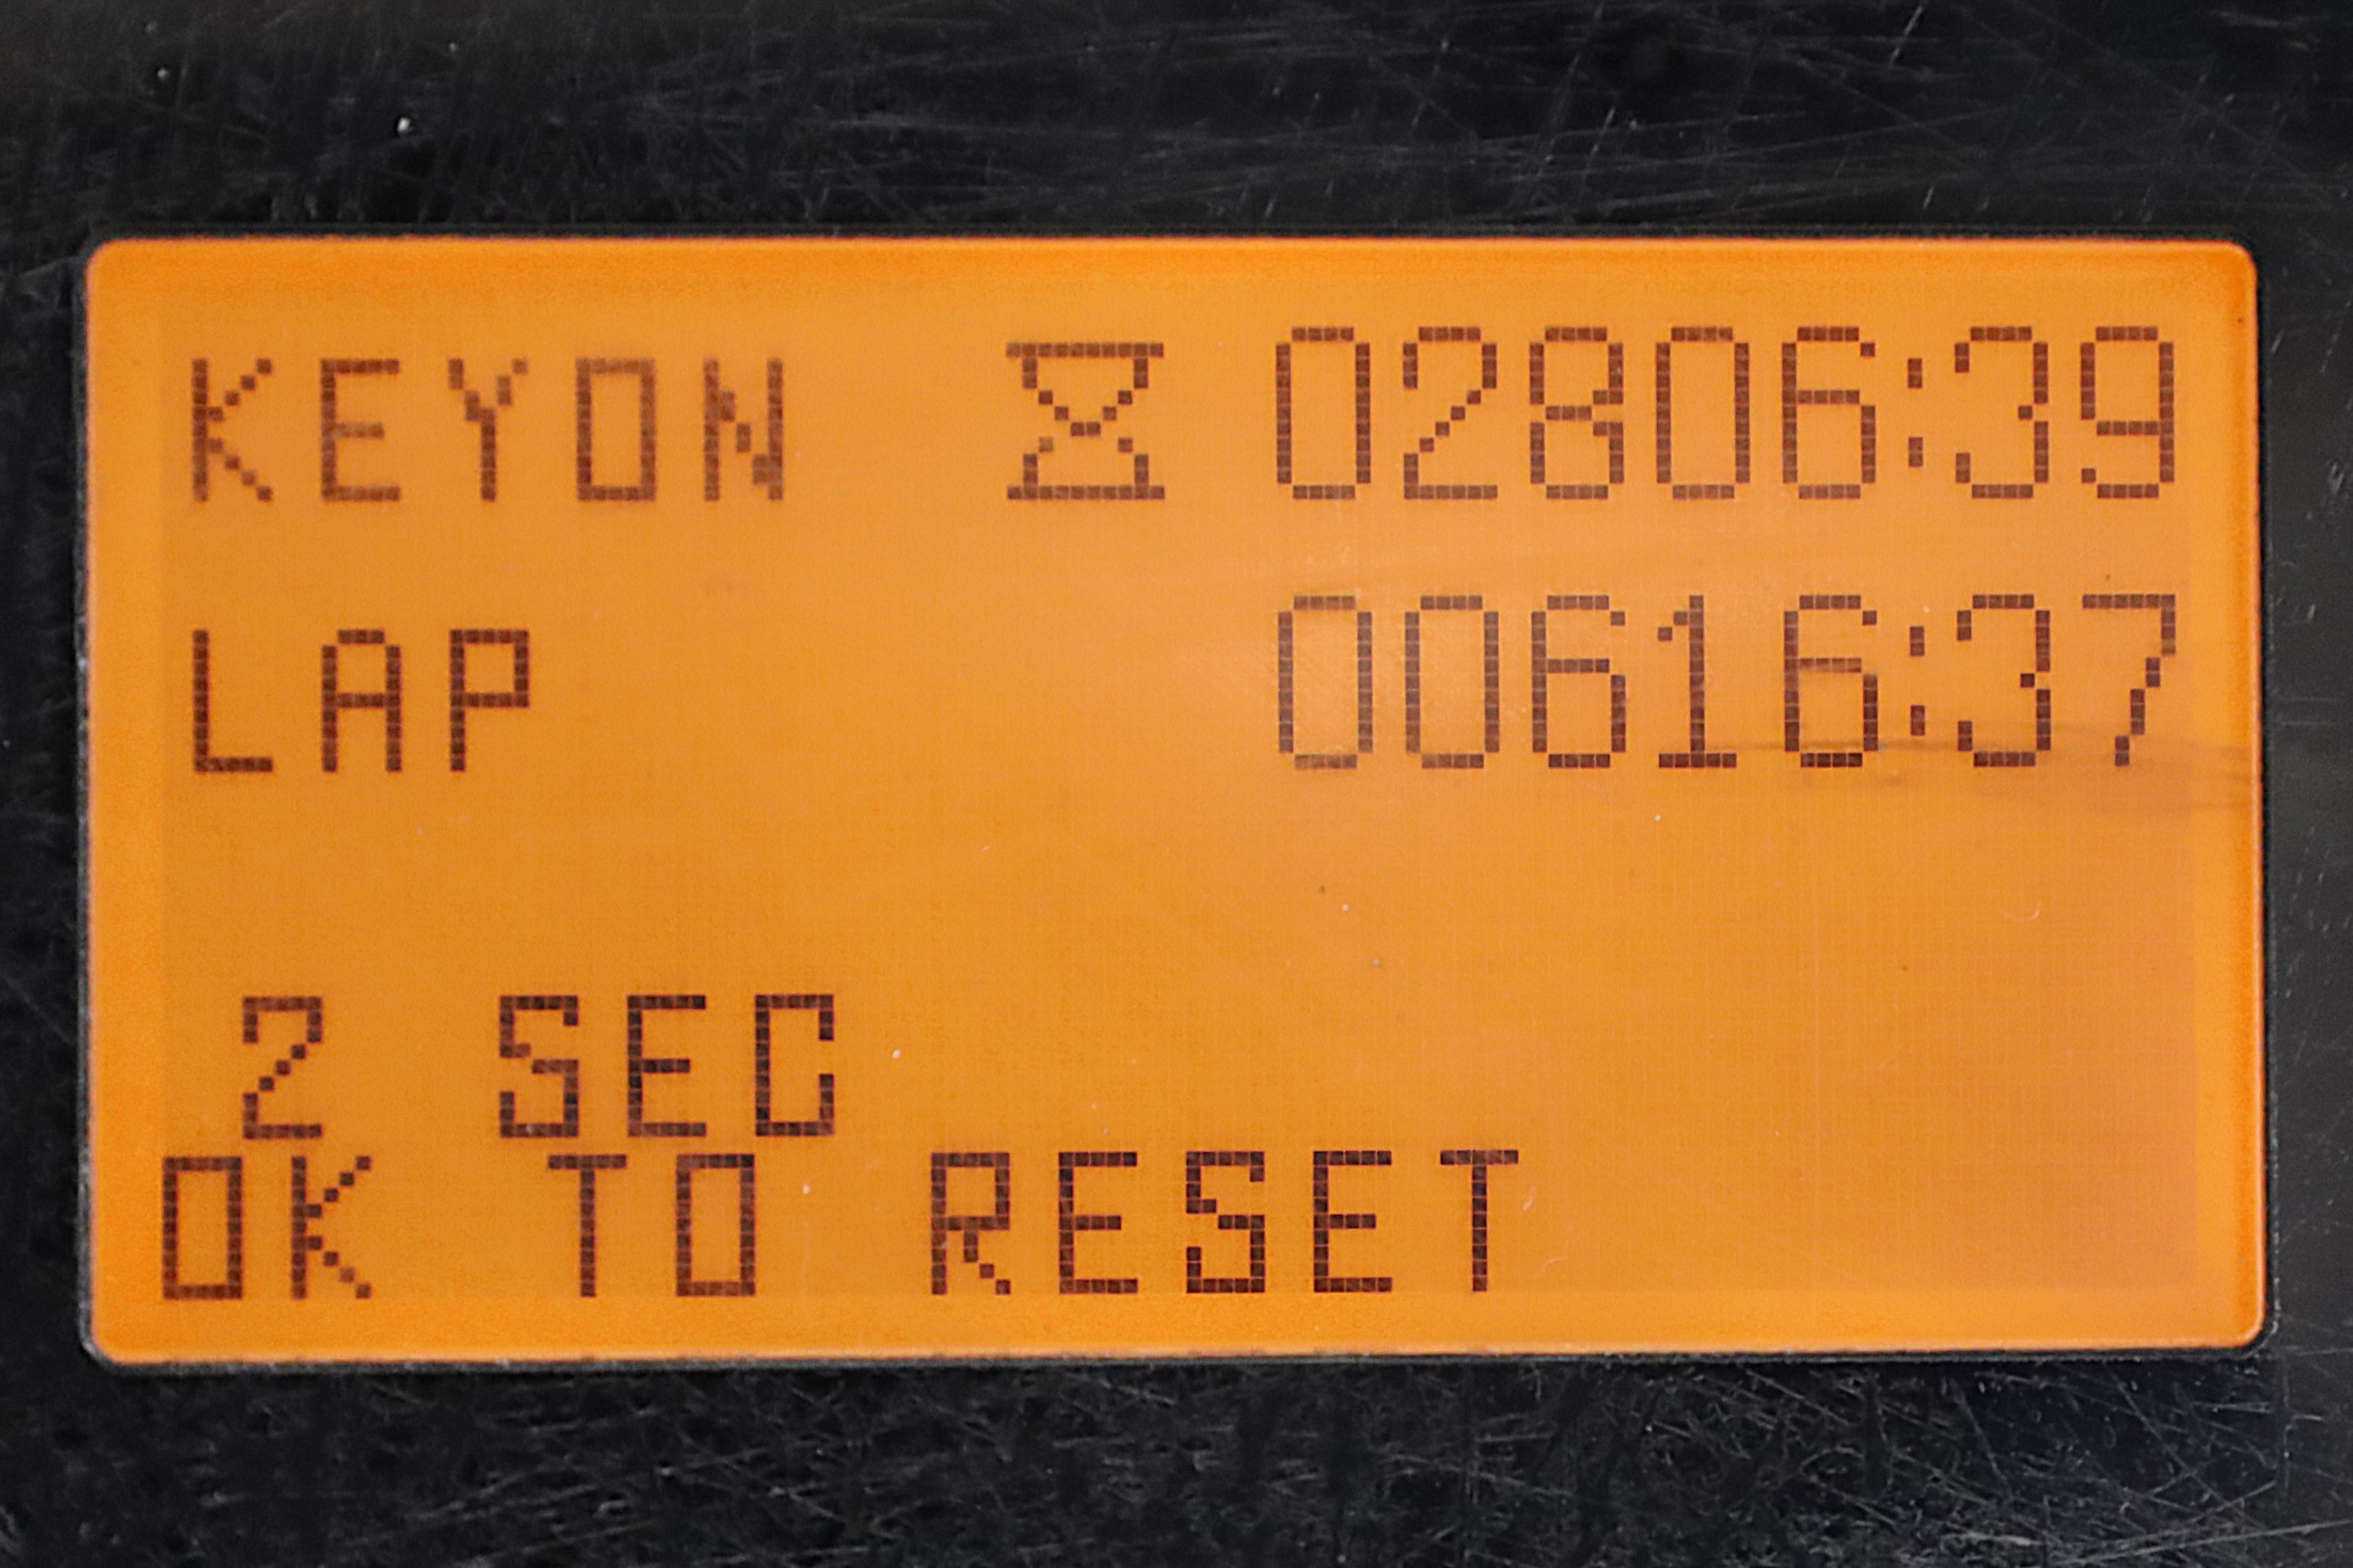 KEYON 02806:39
LAP 00616:37
2 SEC
OK TO RESET